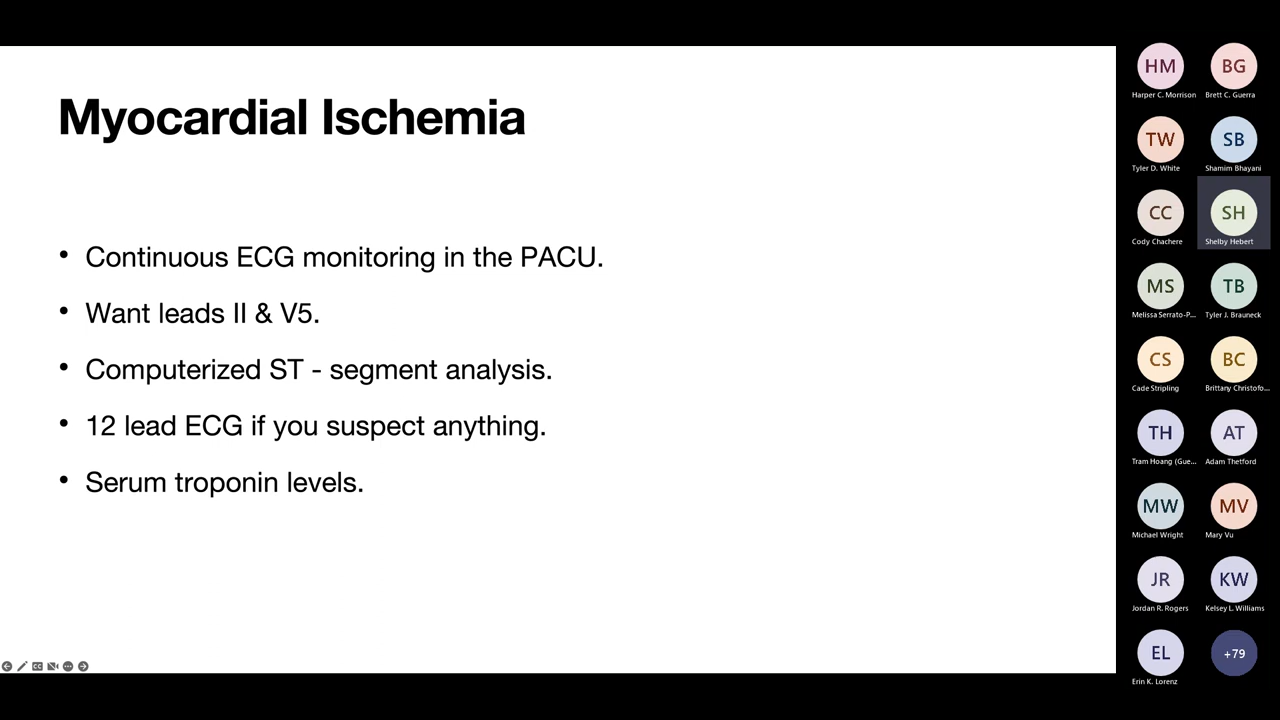 Myocardial Ischemia
• Continuous ECG monitoring in the PACU.
• Want leads II & V5.
• Computerized ST - segment analysis.
• 12 lead ECG if you suspect anything.
• Serum troponin levels.
HM
Harper C. Morrison
BG
Brett C. Guerra
TW
Tyler D. White
SB
Shamim Bhayani
CC
Cody Chachere
SH
Shelby Hebert
MS
Melissa Serrato-P...
TB
Tyler J. Brauneck
CS
Cade Stripling
BC
Brittany Christofo...
TH
Tram Hoang (Gue...
AT
Adam Thetford
MW
Michael Wright
MV
Mary Vu
JR
Jordan R. Rogers
KW
Kelsey L. Williams
EL
Erin K. Lorenz
+79